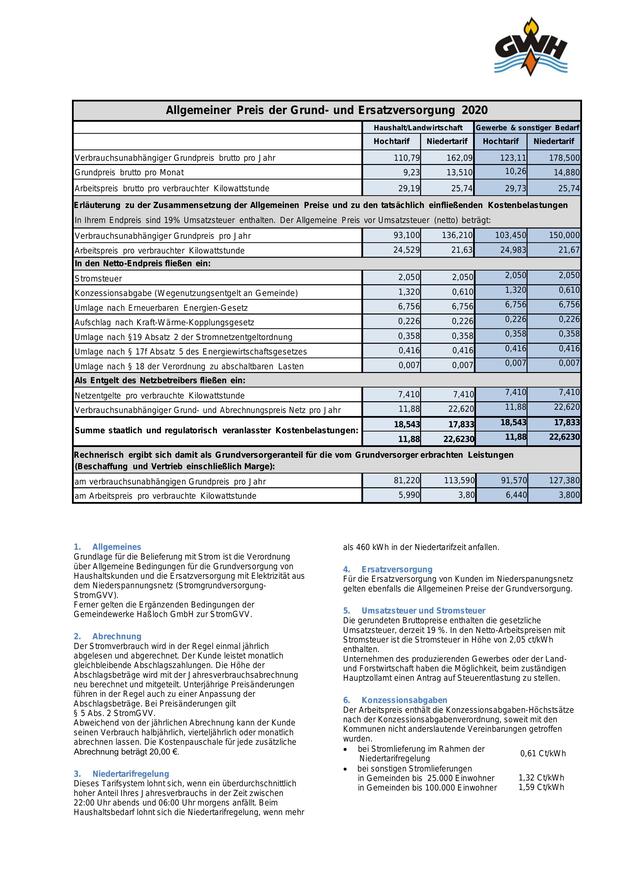 GWH
Allgemeiner Preis der Grund- und Ersatzversorgung 2020
Haushalt/Landwirtschaft Gewerbe & sonstiger Bedarf
Hochtarif Niedertarif Hochtarif Niedertarif
Verbrauchsunabhängiger Grundpreis brutto pro Jahr 110,79 162,09 123,11 178,500
Grundpreis brutto pro Monat 9,23 13,510 10,26 14,880
Arbeitspreis brutto pro verbrauchter Kilowattstunde 29,19 25,74 29,73 25,74
Erläuterung zu der Zusammensetzung der Allgemeinen Preise und zu den tatsächlich einfließenden Kostenbelastungen
In Ihrem Endpreis sind 19% Umsatzsteuer enthalten. Der Allgemeine Preis vor Umsatzsteuer (netto) beträgt:
Verbrauchsunabhängiger Grundpreis pro Jahr 93,100 136,210 103,450 150,000
Arbeitspreis pro verbrauchter Kilowattstunde 24,529 21,63 24,983 21,67
In den Netto-Endpreis fließen ein:
Stromsteuer 2,050 2,050 2,050 2,050
Konzessionsabgabe (Wegenutzungsentgelt an Gemeinde) 1,320 0,610 1,320 0,610
Umlage nach Erneuerbaren Energien-Gesetz 6,756 6,756 6,756 6,756
Aufschlag nach Kraft-Wärme-Kopplungsgesetz 0,226 0,226 0,226 0,226
Umlage nach §19 Absatz 2 der Stromnetzentgeltordnung 0,358 0,358 0,358 0,358
Umlage nach § 17f Absatz 5 des Energiewirtschaftsgesetzes 0,416 0,416 0,416 0,416
Umlage nach § 18 der Verordnung zu abschaltbaren Lasten 0,007 0,007 0,007 0,007
Als Entgelt des Netzbetreibers fließen ein:
Netzentgelte pro verbrauchte Kilowattstunde 7,410 7,410 7,410 7,410
Verbrauchsunabhängiger Grund- und Abrechnungspreis Netz pro Jahr 11,88 22,620 11,88 22,620
Summe staatlich und regulatorisch veranlasster Kostenbelastungen: 18,543 17,833 18,543 17,833
11,88 22,6230 11,88 22,6230
Rechnerisch ergibt sich damit als Grundversorgeranteil für die vom Grundversorger erbrachten Leistungen
(Beschaffung und Vertrieb einschließlich Marge):
am verbrauchsunabhängigen Grundpreis pro Jahr 81,220 113,590 91,570 127,380
am Arbeitspreis pro verbrauchte Kilowattstunde 5,990 3,80 6,440 3,800
1. Allgemeines
Grundlage für die Belieferung mit Strom ist die Verordnung
über Allgemeine Bedingungen für die Grundversorgung von
Haushaltskunden und die Ersatzversorgung mit Elektrizität aus
dem Niederspannungsnetz (Stromgrundversorgung-
StromGVV).
Ferner gelten die Ergänzenden Bedingungen der
Gemeindewerke Haßloch GmbH zur StromGVV.
2. Abrechnung
Der Stromverbrauch wird in der Regel einmal jährlich
abgelesen und abgerechnet. Der Kunde leistet monatlich
gleichbleibende Abschlagszahlungen. Die Höhe der
Abschlagsbeträge wird mit der Jahresverbrauchsabrechnung
neu berechnet und mitgeteilt. Unterjährige Preisänderungen
führen in der Regel auch zu einer Anpassung der
Abschlagsbeträge. Bei Preisänderungen gilt
§ 5 Abs. 2 StromGVV.
Abweichend von der jährlichen Abrechnung kann der Kunde
seinen Verbrauch halbjährlich, vierteljährlich oder monatlich
abrechnen lassen. Die Kostenpauschale für jede zusätzliche
Abrechnung beträgt 20,00 €.
3. Niedertarifregelung
Dieses Tarifsystem lohnt sich, wenn ein überdurchschnittlich
hoher Anteil Ihres Jahresverbrauchs in der Zeit zwischen
22:00 Uhr abends und 06:00 Uhr morgens anfällt. Beim
Haushaltsbedarf lohnt sich die Niedertarifregelung, wenn mehr
als 460 kWh in der Niedertarifzeit anfallen.
4. Ersatzversorgung
Für die Ersatzversorgung von Kunden im Niederspanungsnetz
gelten ebenfalls die Allgemeinen Preise der Grundversorgung.
5. Umsatzsteuer und Stromsteuer
Die gerundeten Bruttopreise enthalten die gesetzliche
Umsatzsteuer, derzeit 19 %. In den Netto-Arbeitspreisen mit
Stromsteuer ist die Stromsteuer in Höhe von 2,05 ct/kWh
enthalten.
Unternehmen des produzierenden Gewerbes oder der Land-
und Forstwirtschaft haben die Möglichkeit, beim zuständigen
Hauptzollamt einen Antrag auf Steuerentlastung zu stellen.
6. Konzessionsabgaben
Der Arbeitspreis enthält die Konzessionsabgaben-Höchstsätze
nach der Konzessionsabgabenverordnung, soweit mit den
Kommunen nicht anderslautende Vereinbarungen getroffen
wurden.
• bei Stromlieferung im Rahmen der
Niedertarifregelung 0,61 Ct/kWh
• bei sonstigen Stromlieferungen
in Gemeinden bis 25.000 Einwohner 1,32 Ct/kWh
in Gemeinden bis 100.000 Einwohner 1,59 Ct/kWh